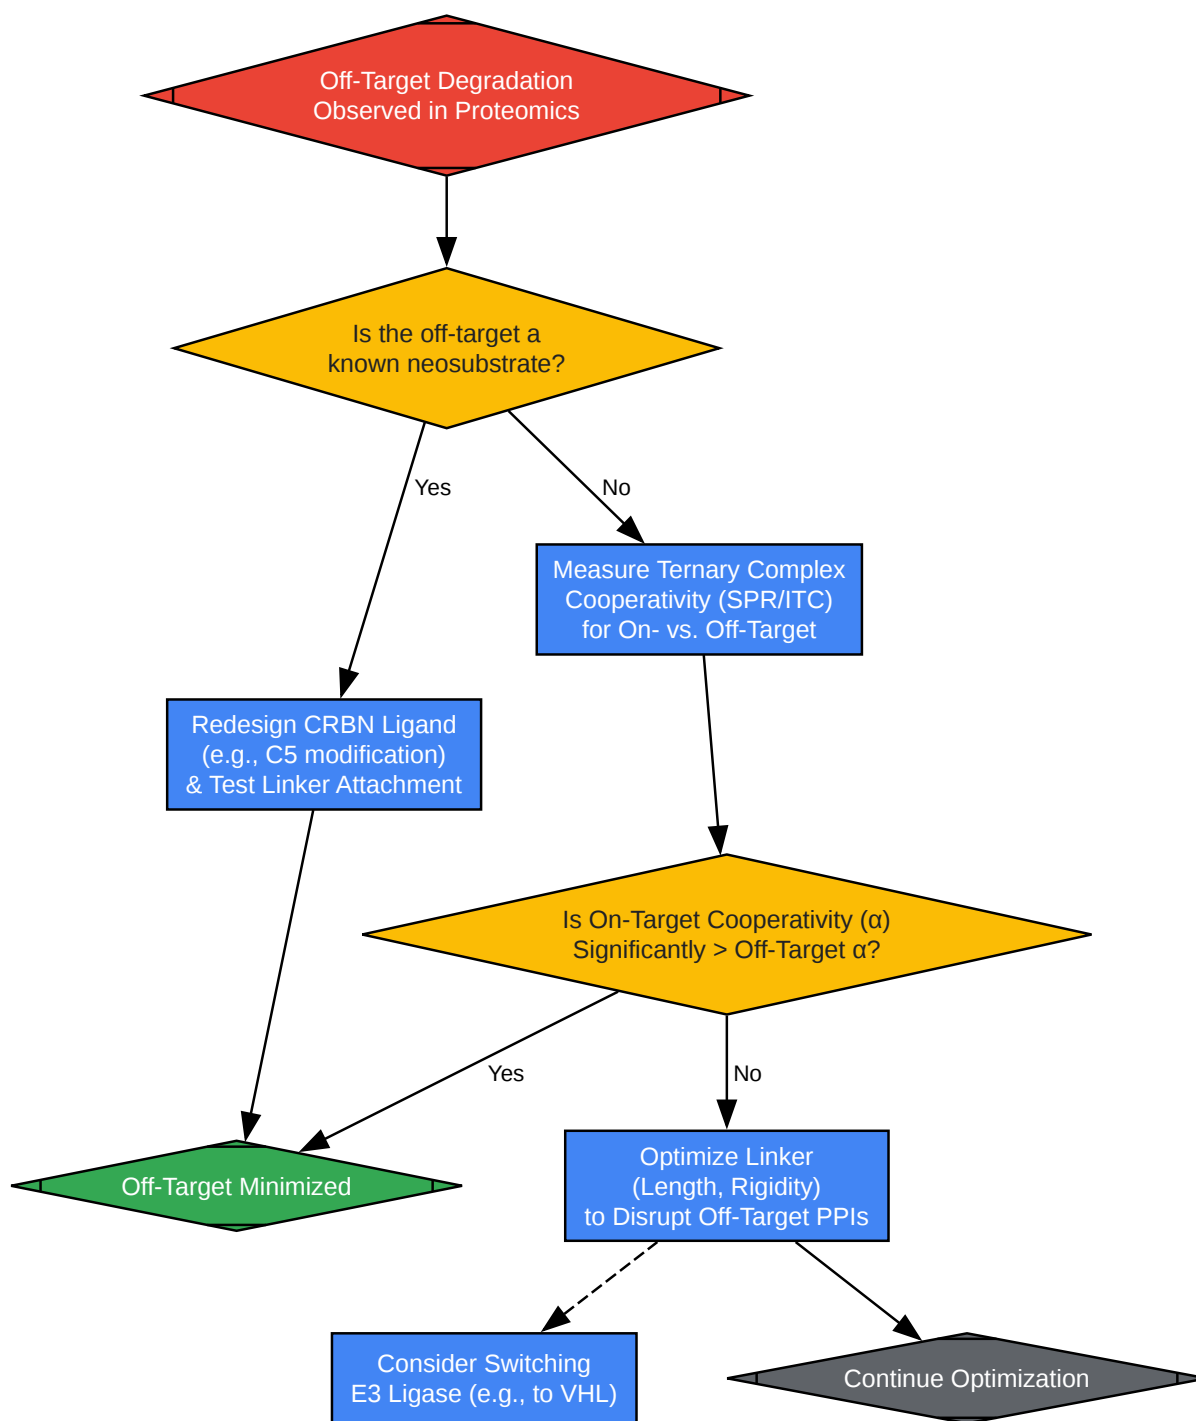 Off-Target Degradation
Observed in Proteomics
Is the off-target a
known neosubstrate?
Yes
No
Measure Ternary Complex
Cooperativity (SPR/ITC)
for On- vs. Off-Target
Redesign CRBN Ligand
(e.g., C5 modification)
& Test Linker Attachment
Is On-Target Cooperativity (α)
Significantly > Off-Target α?
Yes
No
Off-Target Minimized
Optimize Linker
(Length, Rigidity)
to Disrupt Off-Target PPIs
Consider Switching
E3 Ligase (e.g., to VHL)
Continue Optimization